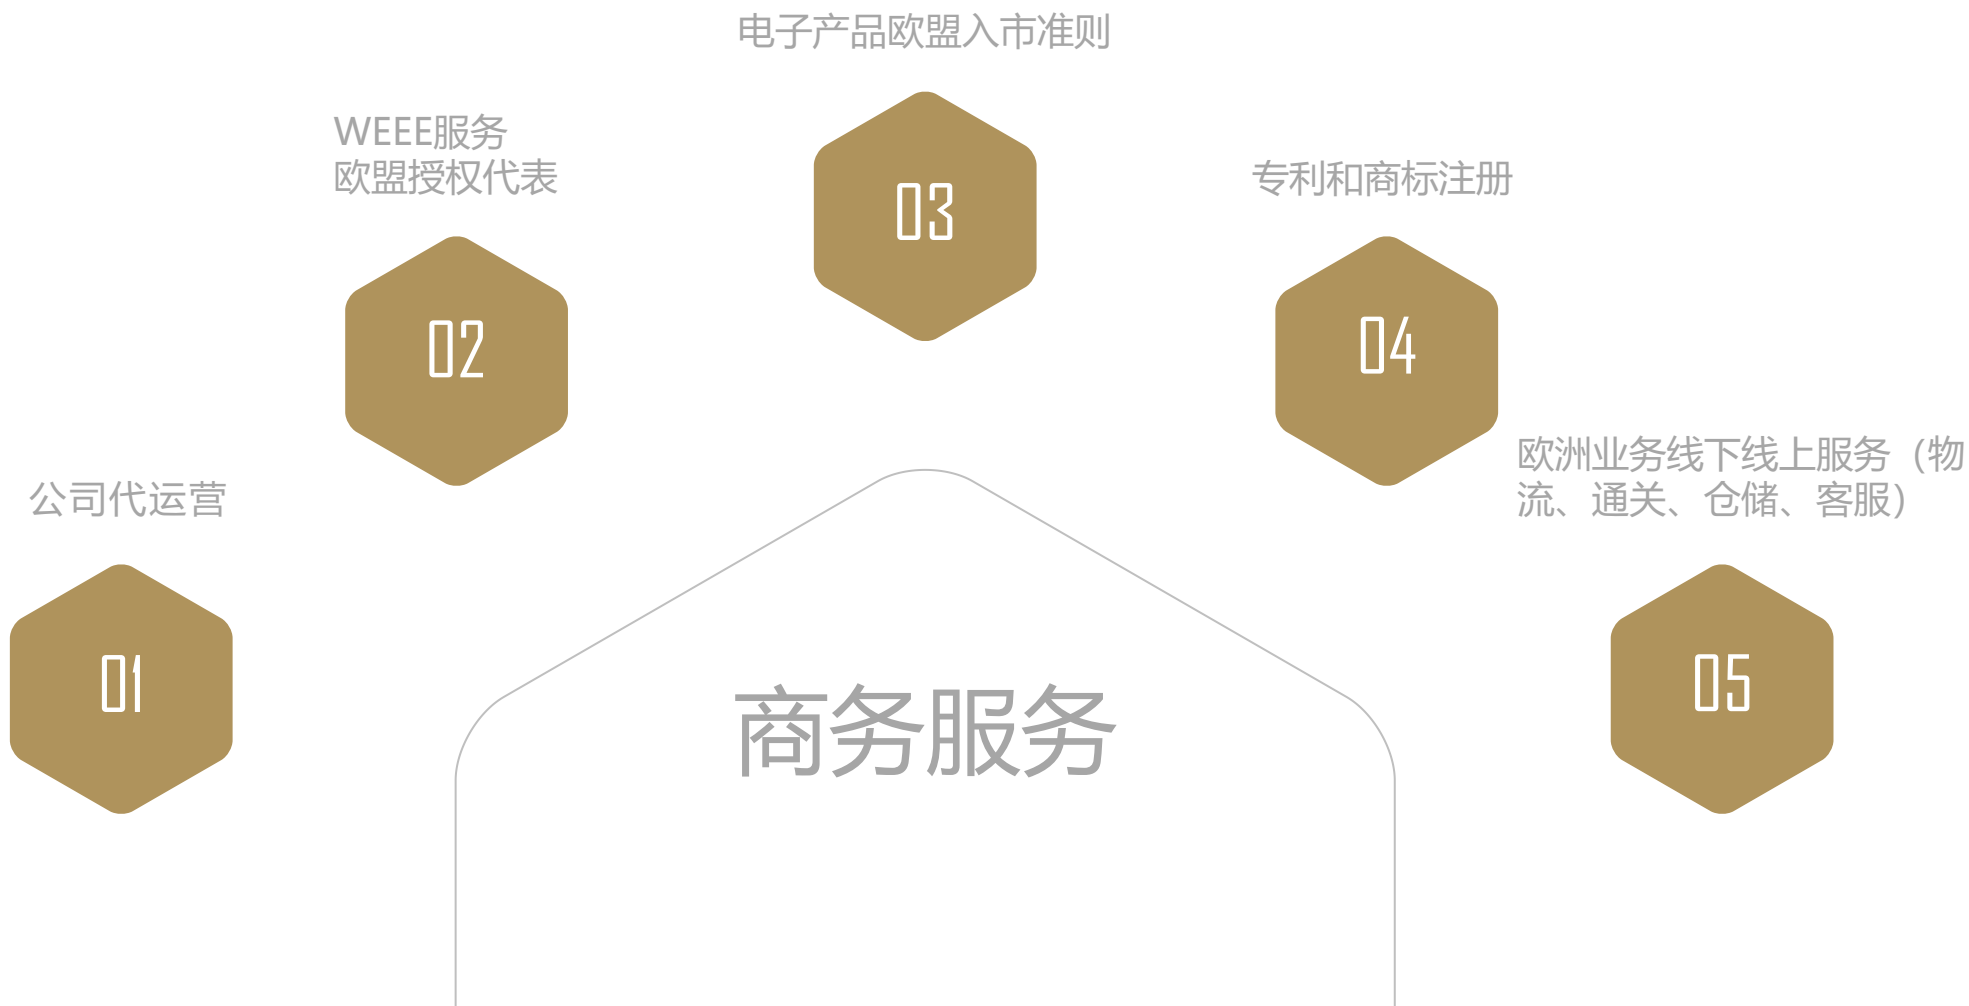 电子产品欧盟入市准则
03
WEEE服务
欧盟授权代表
02
专利和商标注册
04
公司代运营
01
欧洲业务线下线上服务（物
流、通关、仓储、客服）
05
商务服务